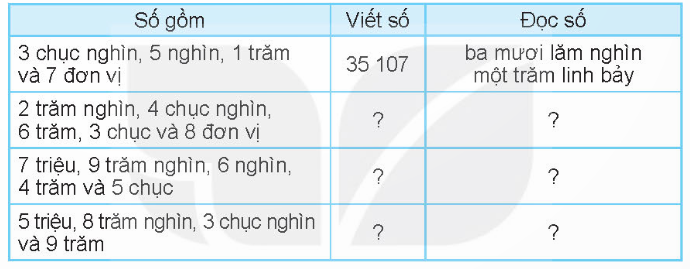 Số gồm Viết số Đọc số
3 chục nghìn, 5 nghìn, 1 trăm
và 7 đơn vị
35 107
ba mươi lăm nghìn
một trăm linh bảy
2 trăm nghìn, 4 chục nghìn,
6 trăm, 3 chục và 8 đơn vị
? ?
7 triệu, 9 trăm nghìn, 6 nghìn,
4 trăm và 5 chục
? ?
5 triệu, 8 trăm nghìn, 3 chục nghìn
và 9 trăm
? ?